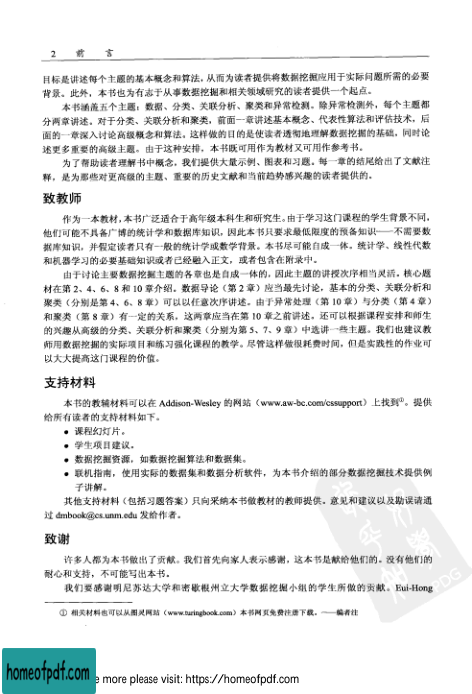 2 前 言
目标是讲述每个主题的基本概念和算法，从而为读者提供将数据挖掘应用于实际问题所需的必要
背景。此外，本书也为有志于从事数据挖掘和相关领域研究的读者提供一个起点。
本书涵盖五个主题：数据、分类、关联分析、聚类和异常检测。除异常检测外，每个主题都
分两章讲述。对于分类、关联分析和聚类，前面一章讲述基本概念、代表性算法和评估技术，后
面的一章深入讨论高级概念和算法。这样做的目的是使读者透彻地理解数据挖掘的基础，同时论
述更多重要的高级主题。由于这种安排，本书既可用作教材又可用作参考书。
为了帮助读者理解书中概念，我们提供大量示例、图表和习题。每一章的结尾给出了文献注
释，是为那些对更高级的主题、重要的历史文献和当前趋势感兴趣的读者提供的。
致教师
作为一本教材，本书广泛适合于高年级本科生和研究生。由于学习这门课程的学生背景不同，
他们可能不具备广博的统计学和数据库知识，因此本书只要求最低限度的预备知识——不需要数
据库知识，并假定读者只有一般的统计学或数学背景。本书尽可能自成一体，统计学、线性代数
和机器学习的必要基础知识或者已经融入正文，或者包含在附录中。
由于讨论主要数据挖掘主题的各章也是自成一体的，因此主题的讲授次序相当灵活。核心题
材在第 2、4、6、8 和 10 章介绍。数据导论（第 2 章）应当最先讨论，基本的分类、关联分析和
聚类（分别是第 4、6、8 章）可以以任意次序讲述。由于异常处理（第 10 章）与分类（第 4 章）
和聚类（第 8 章）有一定的关系，这两章应当在第 10 章之前讲述。还可以根据课程安排和师生
的兴趣从高级的分类、关联分析和聚类（分别为第 5、7、9 章）中选讲一些主题。我们也建议教
师用数据挖掘的实际项目和练习强化课程的教学。尽管这样做很耗费时间，但是实践性的作业可
以大大提高这门课程的价值。
支持材料
本书的教辅材料可以在 Addison-Wesley 的网站（www.aw-bc.com/cssupport）上找到①。提供
给所有读者的支持材料如下。
● 课程幻灯片。
● 学生项目建议。
● 数据挖掘资源，如数据挖掘算法和数据集。
● 联机指南，使用实际的数据集和数据分析软件，为本书介绍的部分数据挖掘技术提供例
子讲解。
其他支持材料（包括习题答案）只向采纳本书做教材的教师提供。意见和建议以及勘误请通
过 dmbook@cs.unm.edu 发给作者。
致谢
许多人都为本书做出了贡献。我们首先向家人表示感谢，这本书是献给他们的。没有他们的
耐心和支持，不可能写出本书。
我们要感谢明尼苏达大学和密歇根州立大学数据挖掘小组的学生所做的贡献。Eui-Hong
① 相关材料也可以从图灵网站（www.turingbook.com）本书网页免费注册下载。——编者注
homeofpdf.com
e more please visit: https://homeofpdf.com
PDG